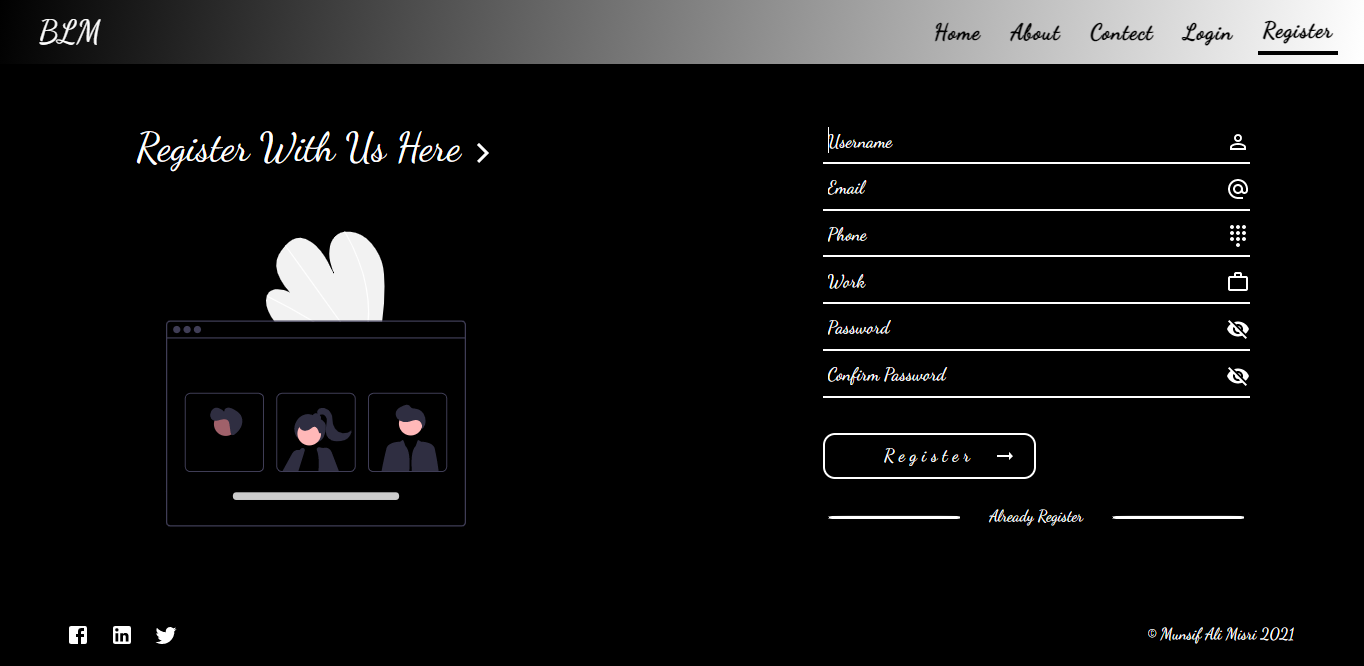 BLM
Home About Contect Login Register
Register With Us Here
Username
Email
Phone
Work
Password
Confirm Password
Register
Already Register
© Munsif Ali Misri 2021